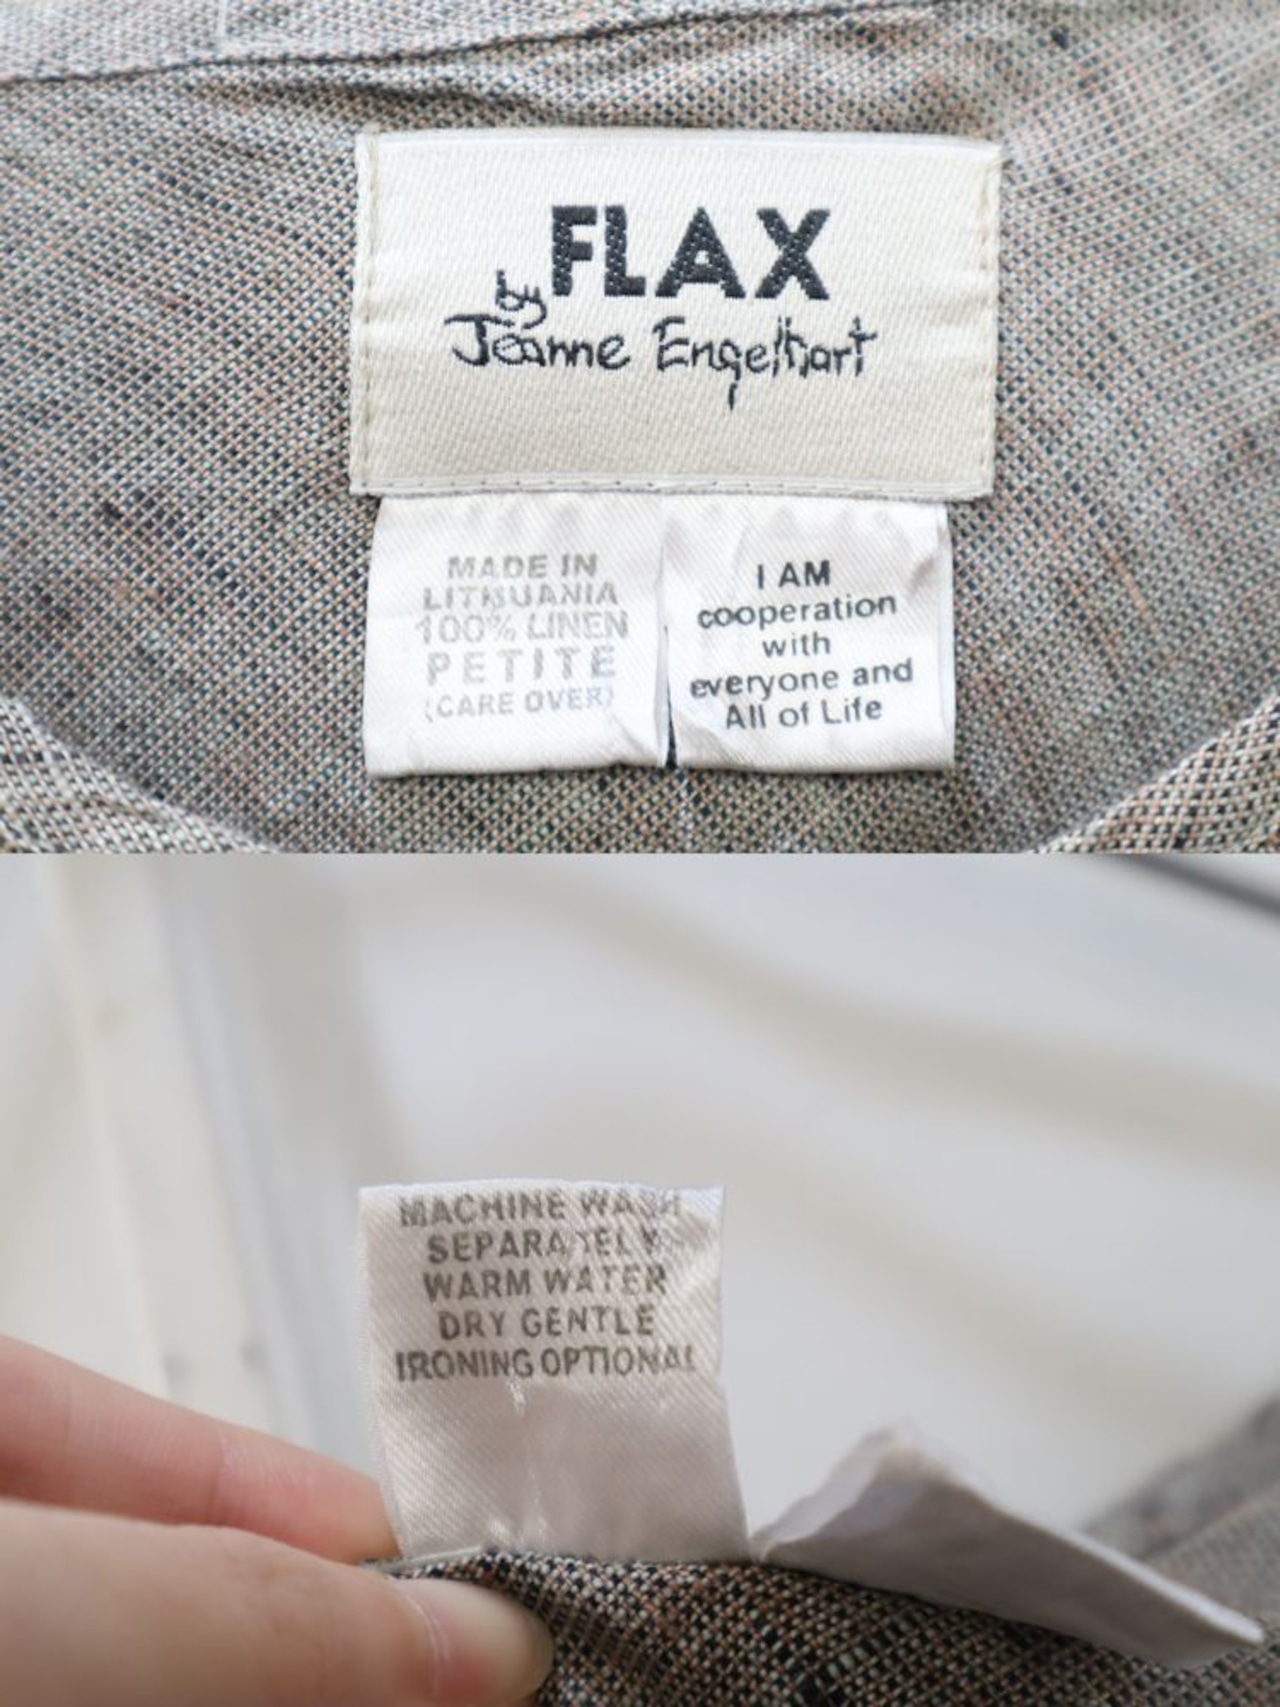 FLAX
by
Jeanne Engelhart
MADE IN
LITHUANIA
100% LINEN
PETITE
(CARE OVER)
I AM
cooperation
with
everyone and
All of Life
MACHINE WASH
SEPARATELY
WARM WATER
DRY GENTLE
IRONING OPTIONAL